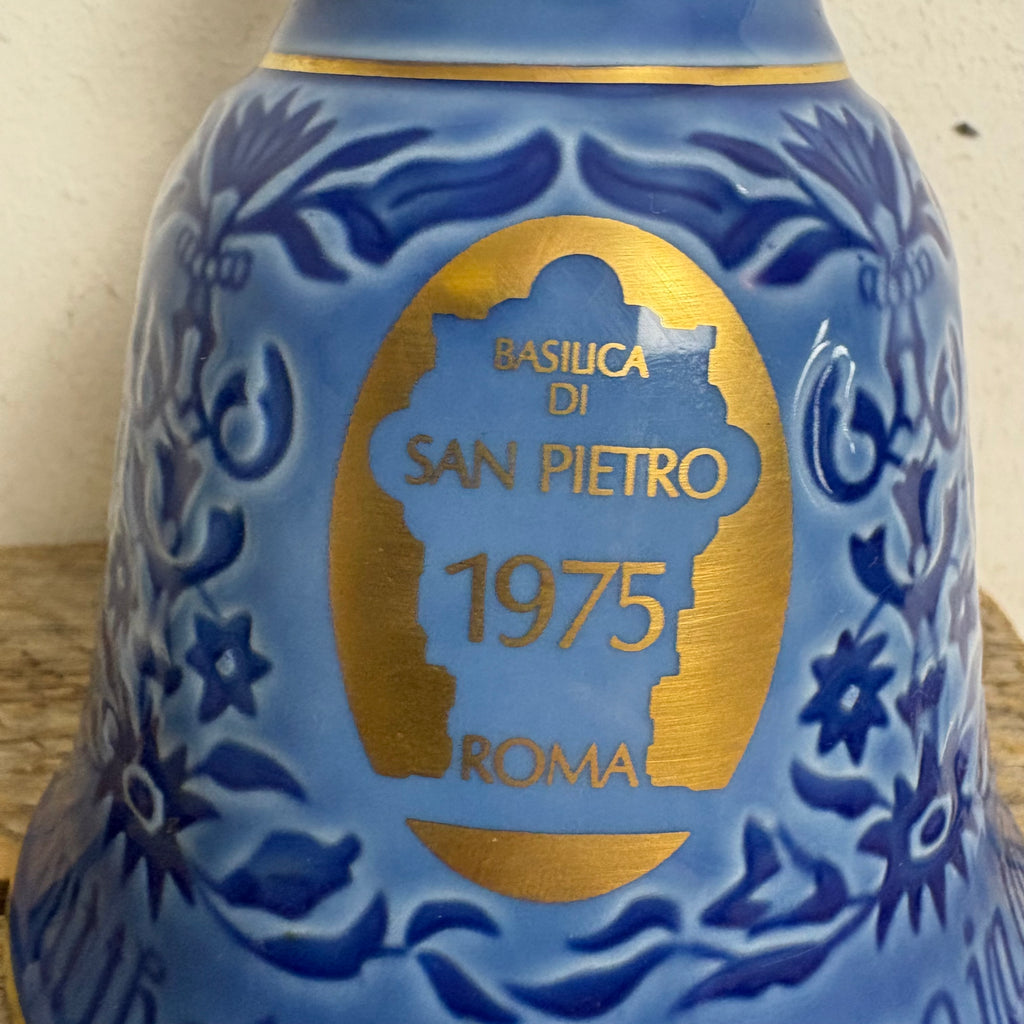 BASILICA
DI
SAN PIETRO
1975
ROMA